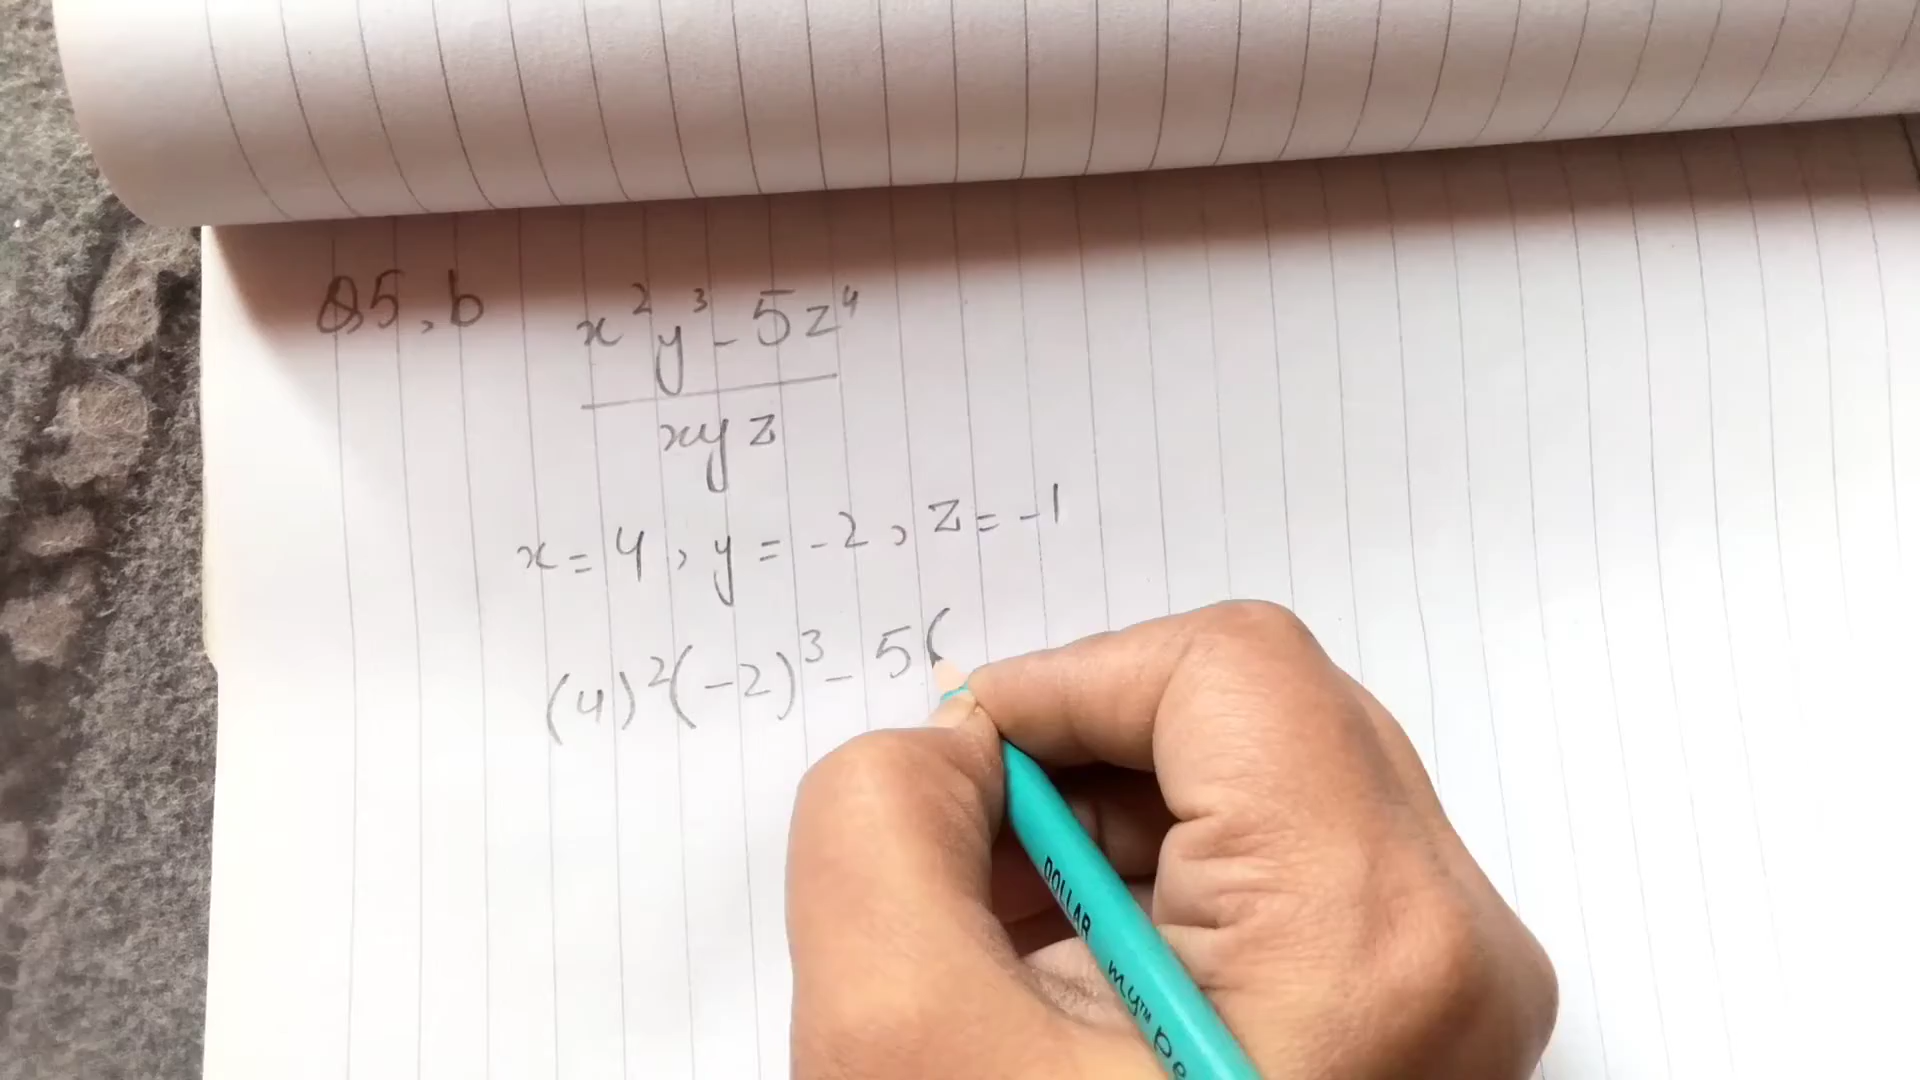 Q5, b
x²y³ - 5z⁴
xyz
x = 4, y = -2, z = -1
(4)²(-2)³ - 5(
DOLLAR my™ pe